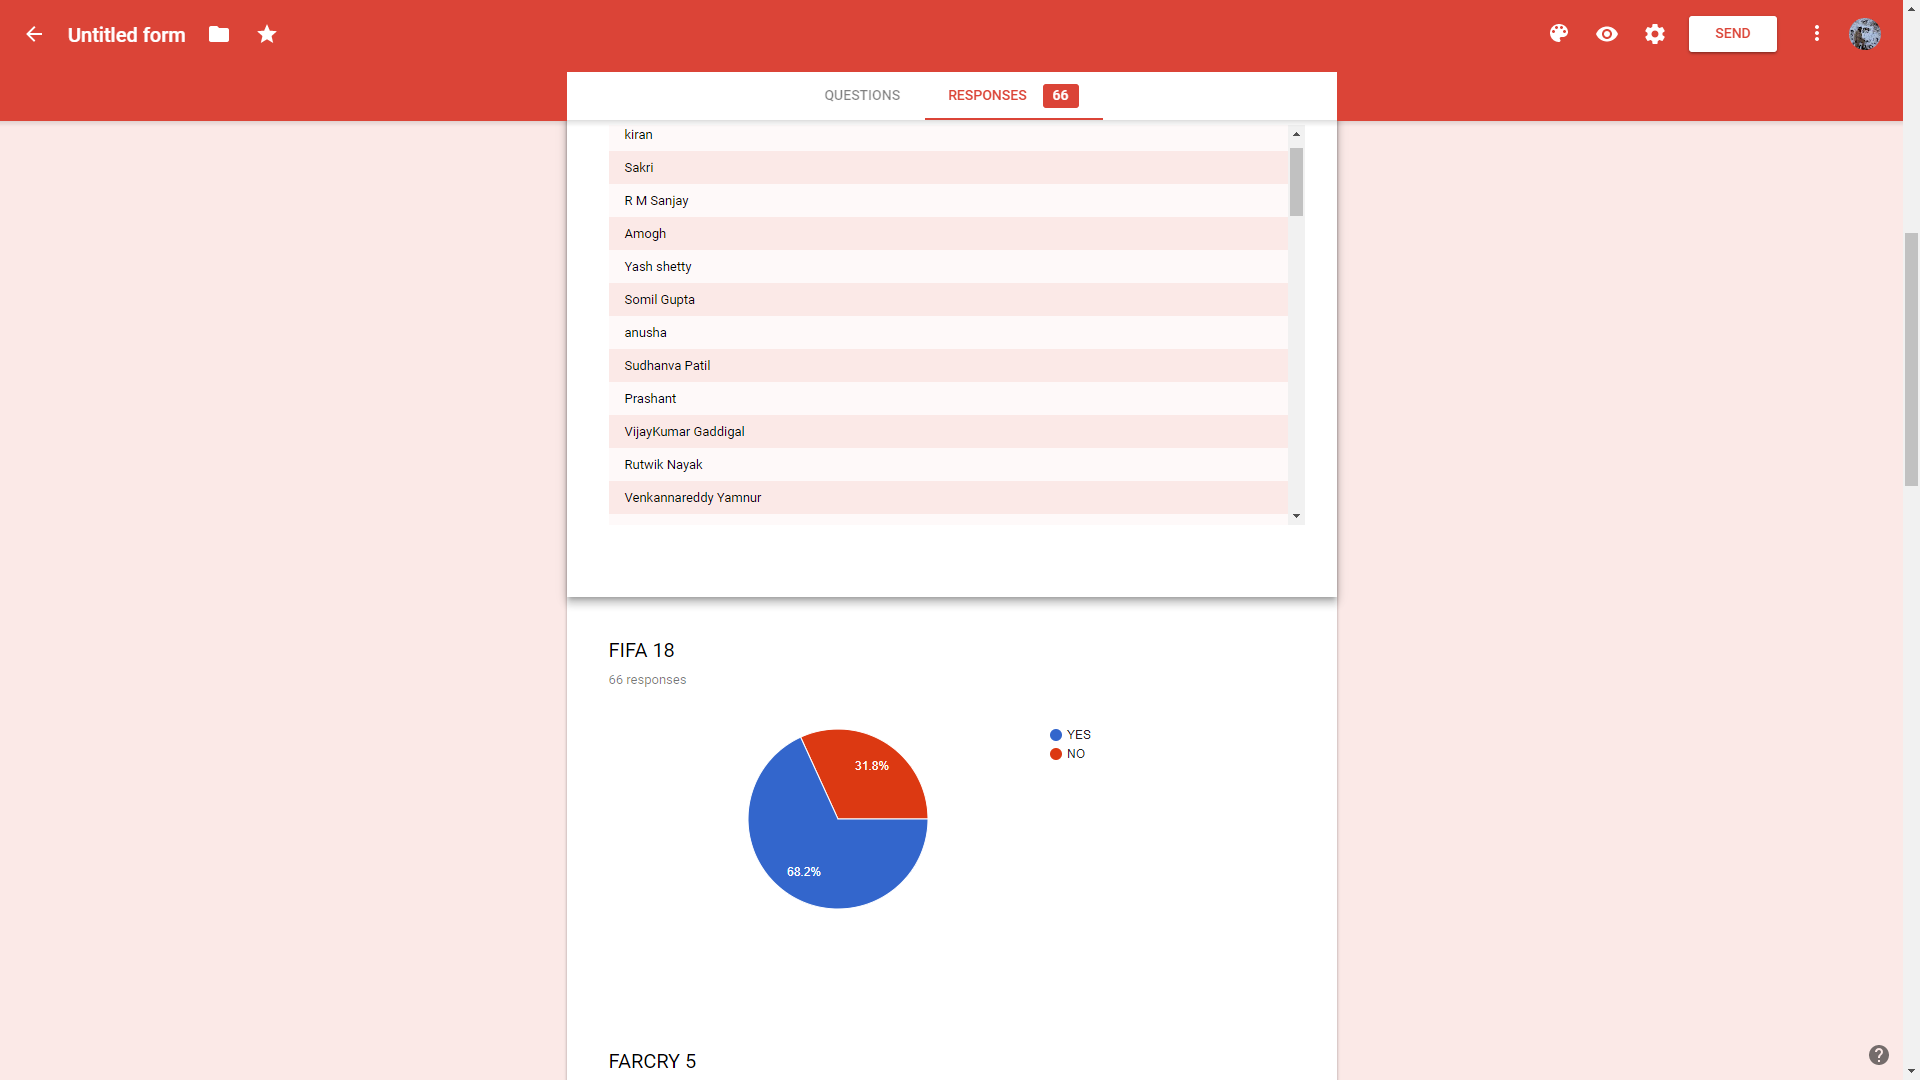 Untitled form
SEND
QUESTIONS RESPONSES 66
kiran
Sakri
R M Sanjay
Amogh
Yash shetty
Somil Gupta
anusha
Sudhanva Patil
Prashant
VijayKumar Gaddigal
Rutwik Nayak
Venkannareddy Yamnur
FIFA 18
66 responses
YES
NO
31.8%
68.2%
FARCRY 5